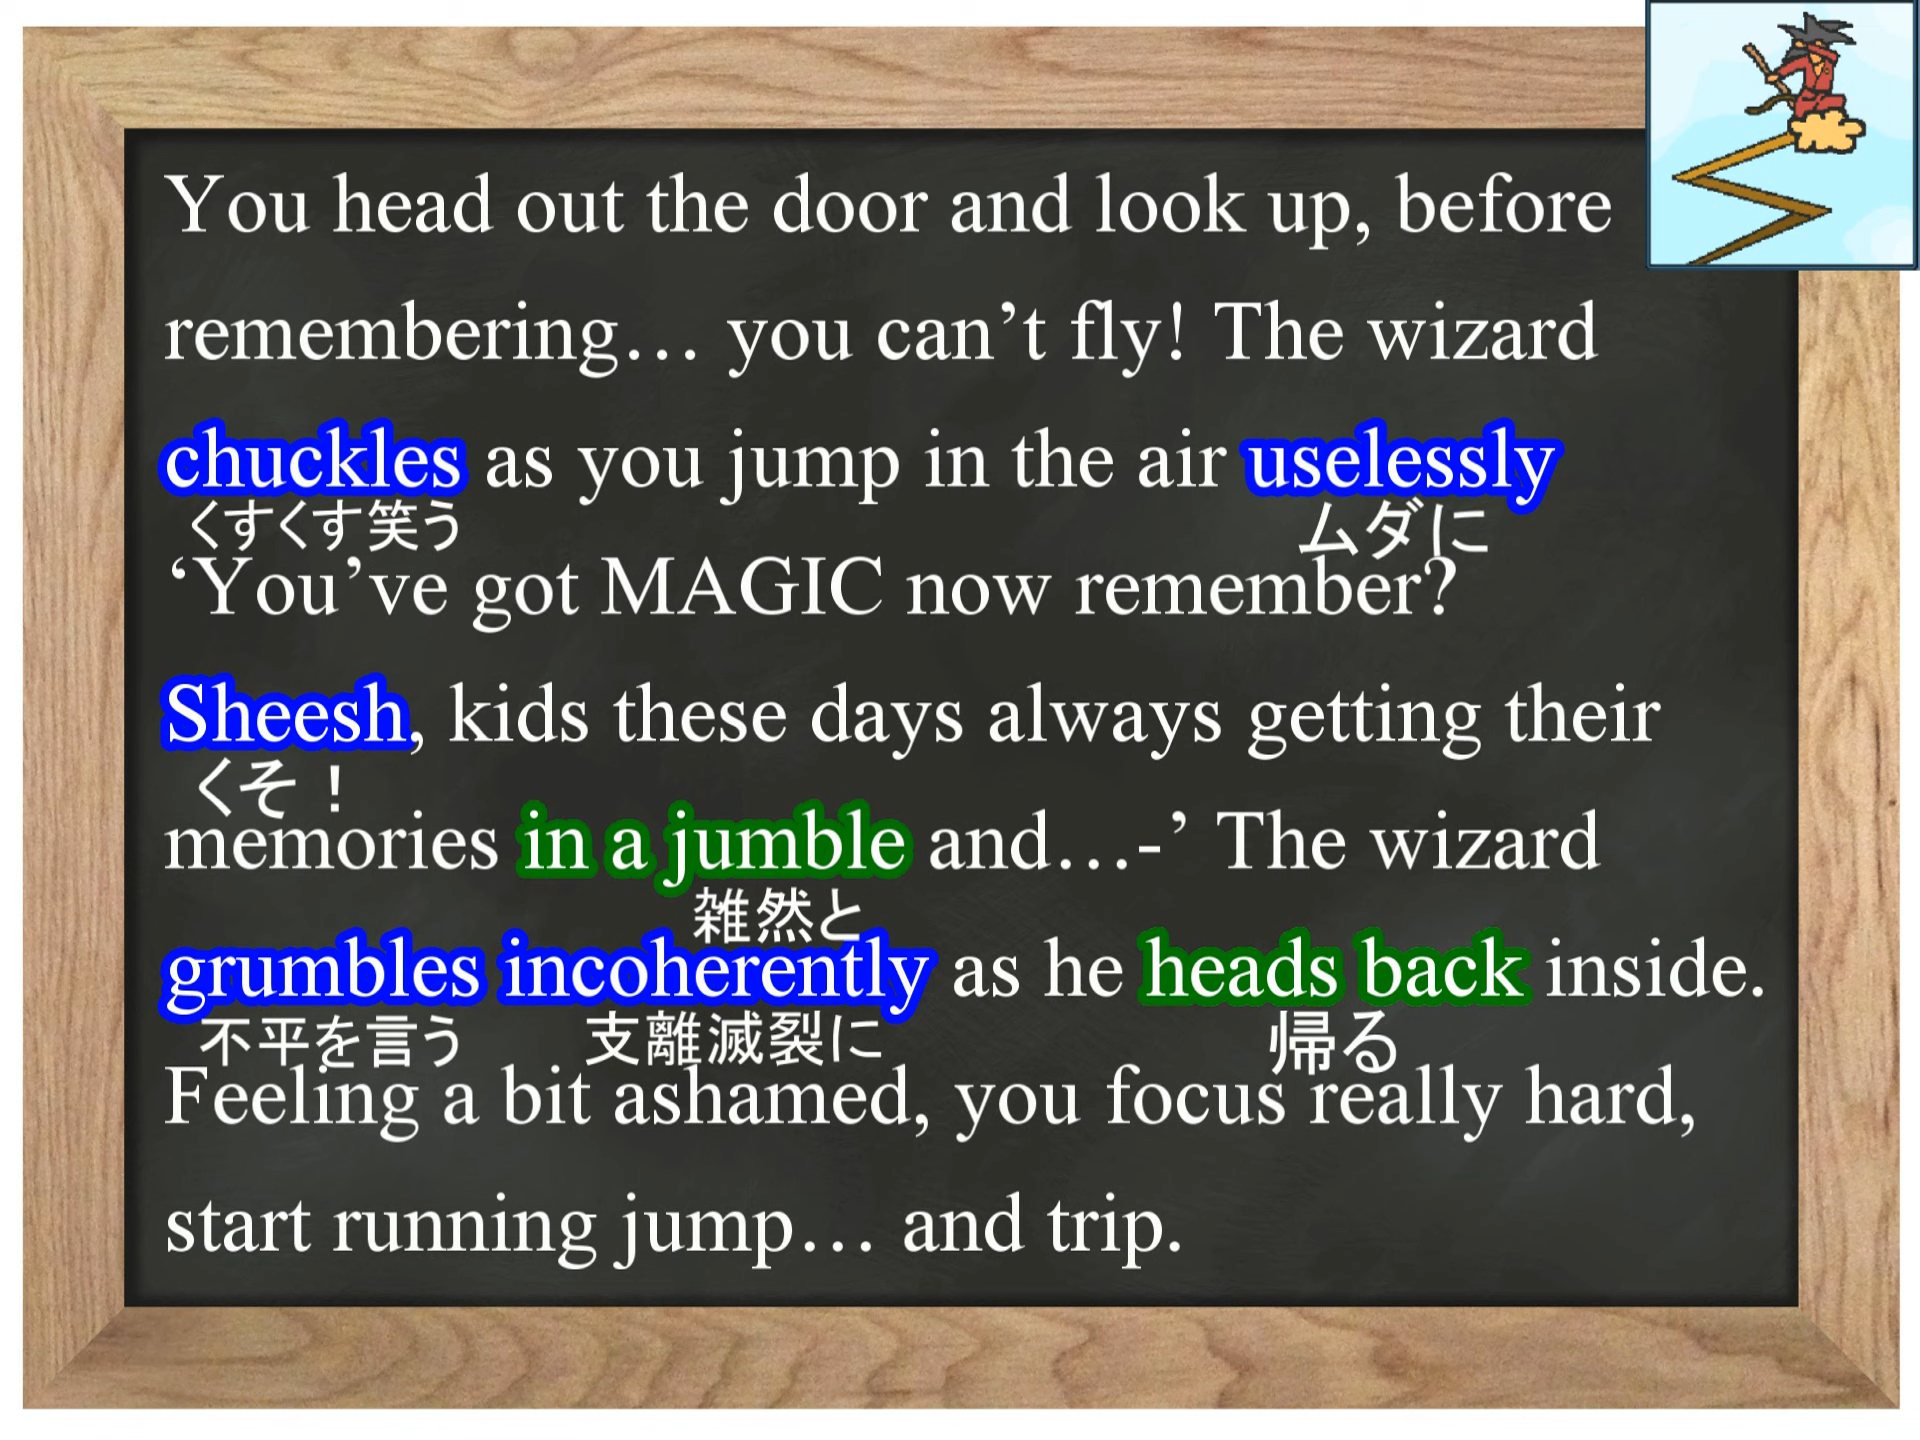 You head out the door and look up, before
remembering… you can’t fly! The wizard
chuckles as you jump in the air uselessly
くすくす笑う ムダに
‘You’ve got MAGIC now remember?
Sheesh, kids these days always getting their
くそ！
memories in a jumble and…-’ The wizard
雑然と
grumbles incoherently as he heads back inside.
不平を言う 支離滅裂に 帰る
Feeling a bit ashamed, you focus really hard,
start running jump… and trip.